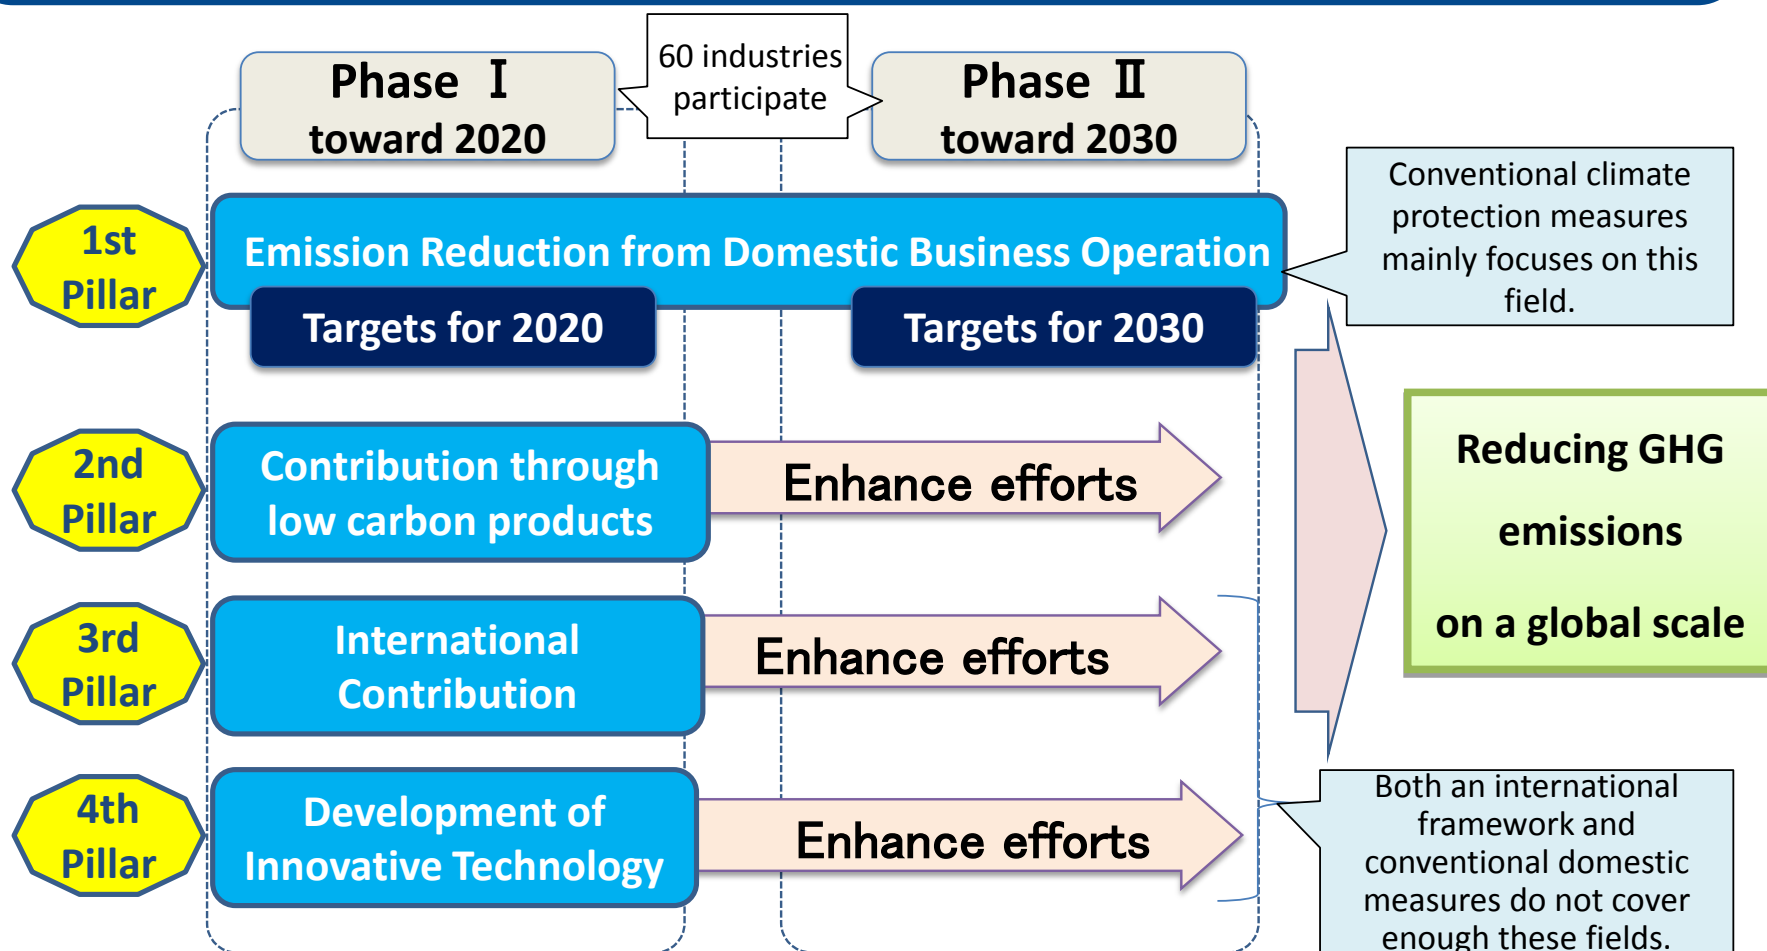 Phase Ⅰ
toward 2020
60 industries
participate
Phase Ⅱ
toward 2030
1st
Pillar
Emission Reduction from Domestic Business Operation
Targets for 2020
Targets for 2030
Conventional climate
protection measures
mainly focuses on this
field.
2nd
Pillar
Contribution through
low carbon products
Enhance efforts
Reducing GHG
emissions
on a global scale
3rd
Pillar
International
Contribution
Enhance efforts
4th
Pillar
Development of
Innovative Technology
Enhance efforts
Both an international
framework and
conventional domestic
measures do not cover
enough these fields.